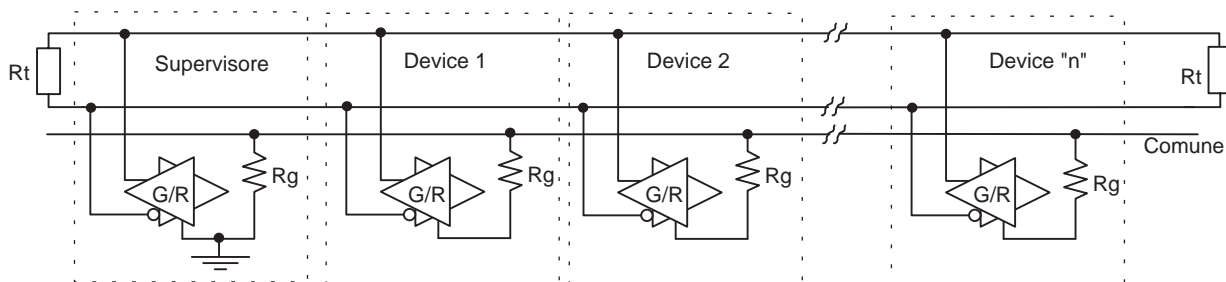 Rt
Supervisore
Device 1
Device 2
Device "n"
Rt
Comune
G/R
Rg
G/R
Rg
G/R
Rg
G/R
Rg